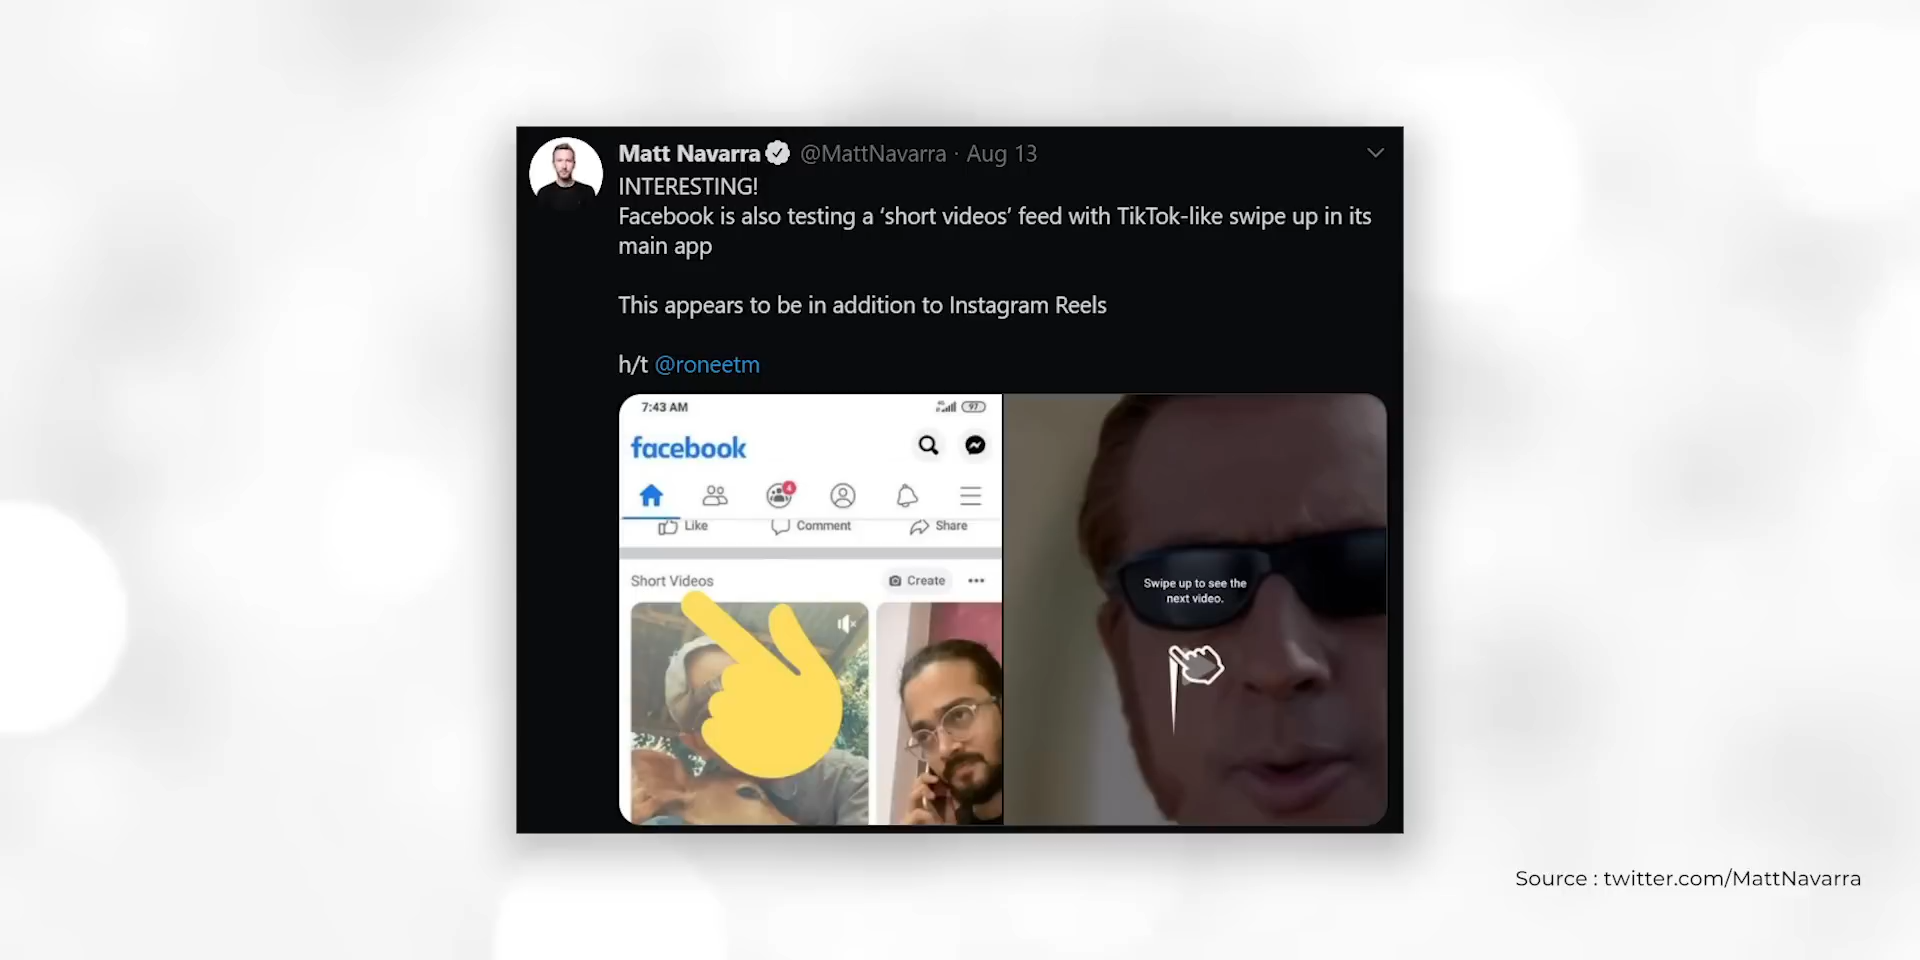 Matt Navarra @MattNavarra · Aug 13
INTERESTING!
Facebook is also testing a ‘short videos’ feed with TikTok-like swipe up in its
main app
This appears to be in addition to Instagram Reels
h/t @roneetm
7:43 AM 97
facebook
4
Like Comment Share
Short Videos Create
Swipe up to see the
next video.
Source : twitter.com/MattNavarra